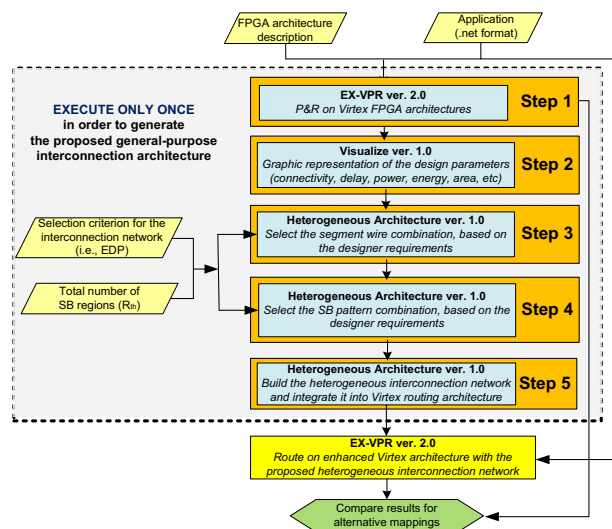 FPGA architecture
description
Application
(.net format)
EXECUTE ONLY ONCE
in order to generate
the proposed general-purpose
interconnection architecture
EX-VPR ver. 2.0
P&R on Virtex FPGA architectures
Step 1
Visualize ver. 1.0
Graphic representation of the design parameters
(connectivity, delay, power, energy, area, etc)
Step 2
Selection criterion for the
interconnection network
(i.e., EDP)
Heterogeneous Architecture ver. 1.0
Select the segment wire combination, based on
the designer requirements
Step 3
Total number of
SB regions (Rth)
Heterogeneous Architecture ver. 1.0
Select the SB pattern combination, based on the
designer requirements
Step 4
Heterogeneous Architecture ver. 1.0
Build the heterogeneous interconnection network
and integrate it into Virtex routing architecture
Step 5
EX-VPR ver. 2.0
Route on enhanced Virtex architecture with the
proposed heterogeneous interconnection network
Compare results for
alternative mappings